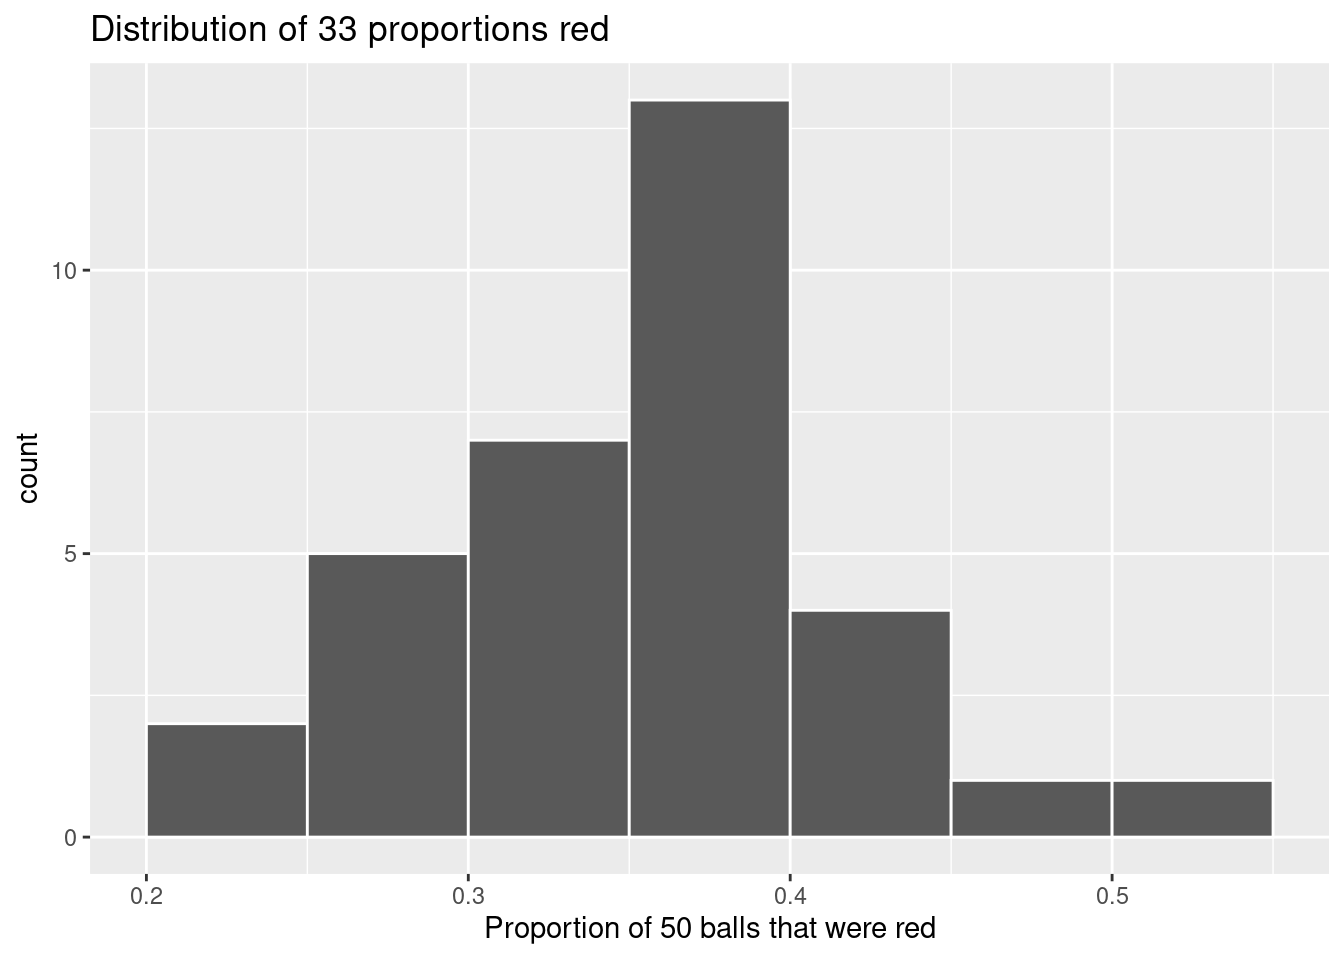 Distribution of 33 proportions red
count
10
5
0
0.2 0.3 0.4 0.5
Proportion of 50 balls that were red